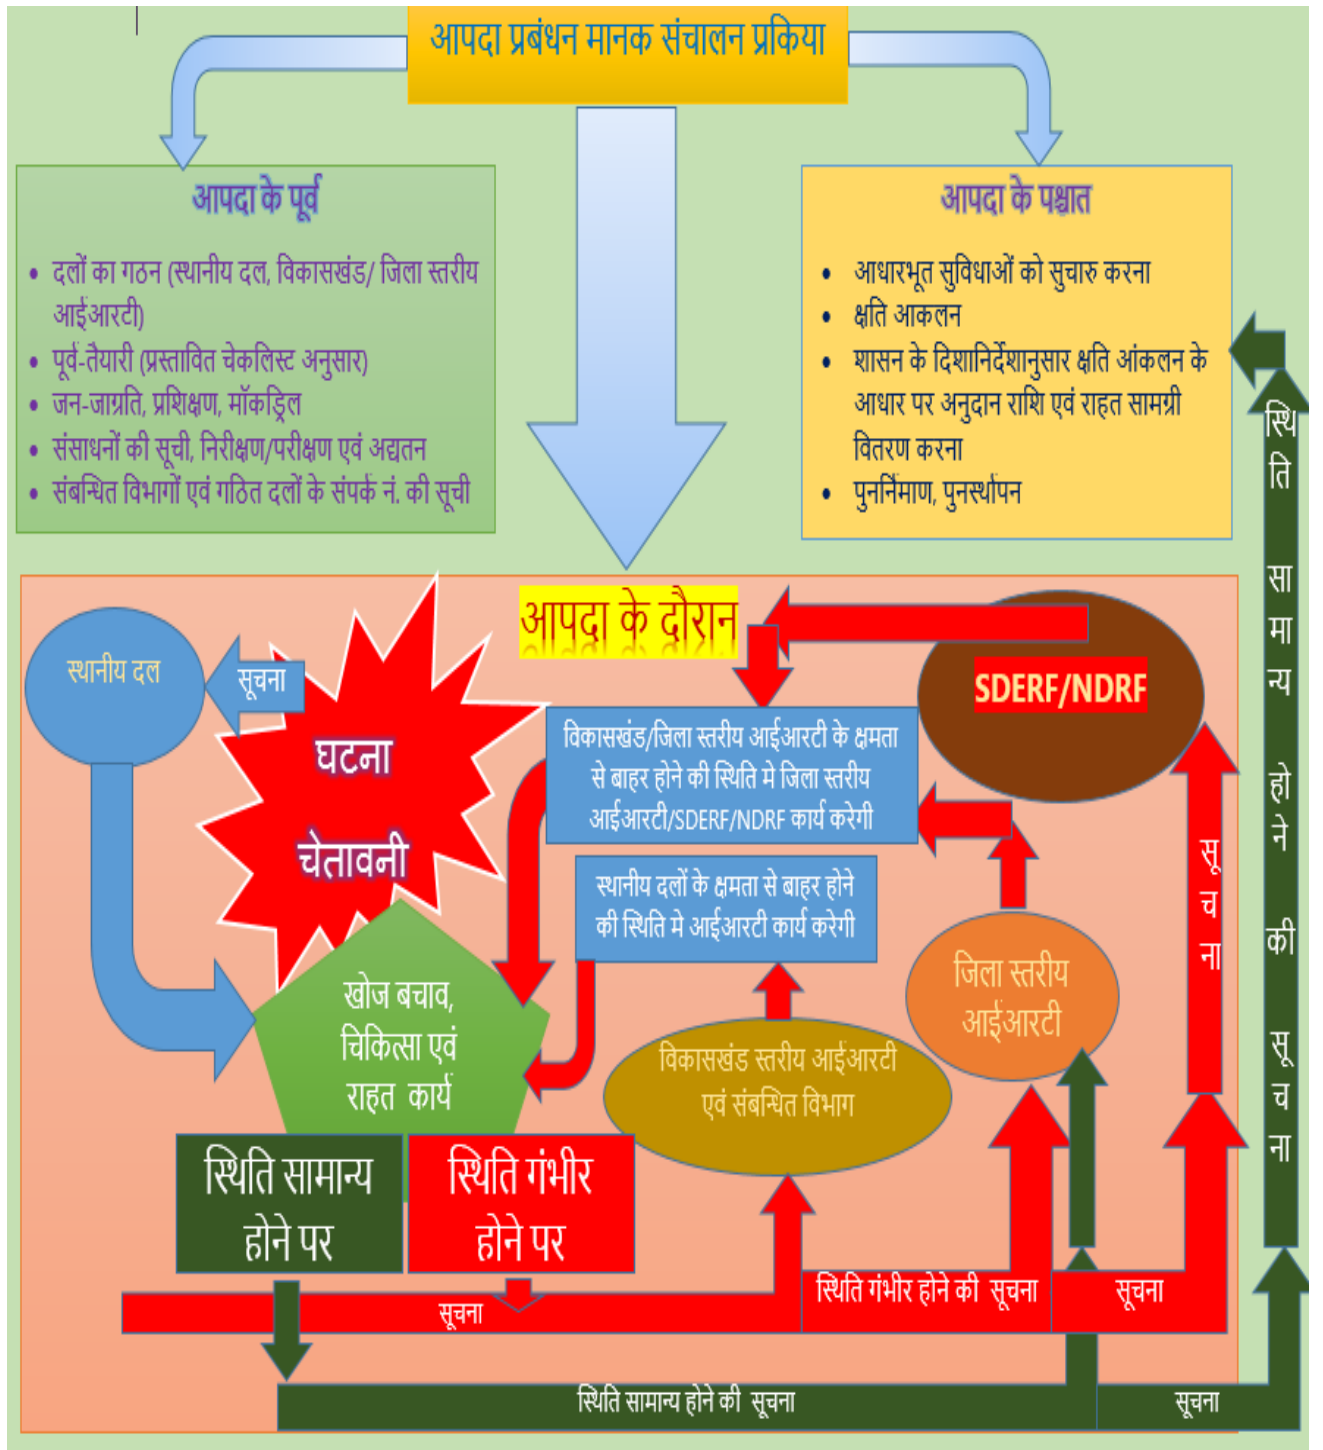 आपदा प्रबंधन मानक संचालन प्रकिया
आपदा के पूर्व
• दलों का गठन (स्थानीय दल, विकासखंड/ जिला स्तरीय
आईआरटी)
• पूर्व-तैयारी (प्रस्तावित चेकलिस्ट अनुसार)
• जन-जाग्रति, प्रशिक्षण, मॉकड्रिल
• संसाधनों की सूची, निरीक्षण/परीक्षण एवं अद्यतन
• संबन्धित विभागों एवं गठित दलों के संपर्क नं. की सूची
आपदा के पश्चात
• आधारभूत सुविधाओं को सुचारु करना
• क्षति आकलन
• शासन के दिशानिर्देशानुसार क्षति आंकलन के
आधार पर अनुदान राशि एवं राहत सामग्री
वितरण करना
• पुनर्निमाण, पुनर्स्थापन
आपदा के दौरान
स्थानीय दल
सूचना
घटना
चेतावनी
SDERF/NDRF
विकासखंड/जिला स्तरीय आईआरटी के क्षमता
से बाहर होने की स्थिति मे जिला स्तरीय
आईआरटी/SDERF/NDRF कार्य करेगी
स्थानीय दलों के क्षमता से बाहर होने
की स्थिति मे आईआरटी कार्य करेगी
जिला स्तरीय
आईआरटी
खोज बचाव,
चिकित्सा एवं
राहत कार्य
विकासखंड स्तरीय आईआरटी
एवं संबन्धित विभाग
सूचना
स्थिति सामान्य होने की सूचना
स्थिति सामान्य
होने पर
स्थिति गंभीर
होने पर
सूचना
स्थिति गंभीर होने की सूचना
सूचना
स्थिति सामान्य होने की सूचना
सूचना